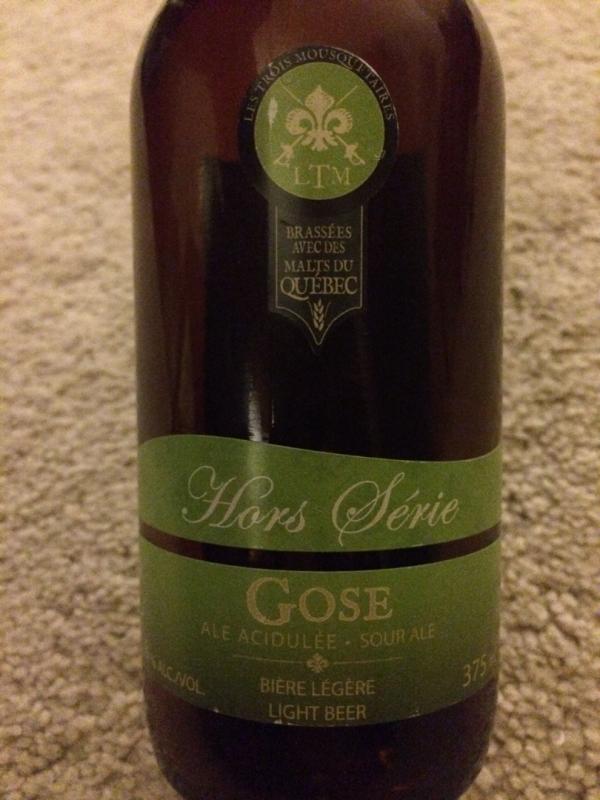 LES TROIS MOUSQUETAIRES
LTM
BRASSÉES
AVEC DES
MALTS DU
QUÉBEC
Hors Série
GOSE
ALE ACIDULÉE · SOUR ALE
% ALC/VOL.
375
BIÈRE LÉGÈRE
LIGHT BEER